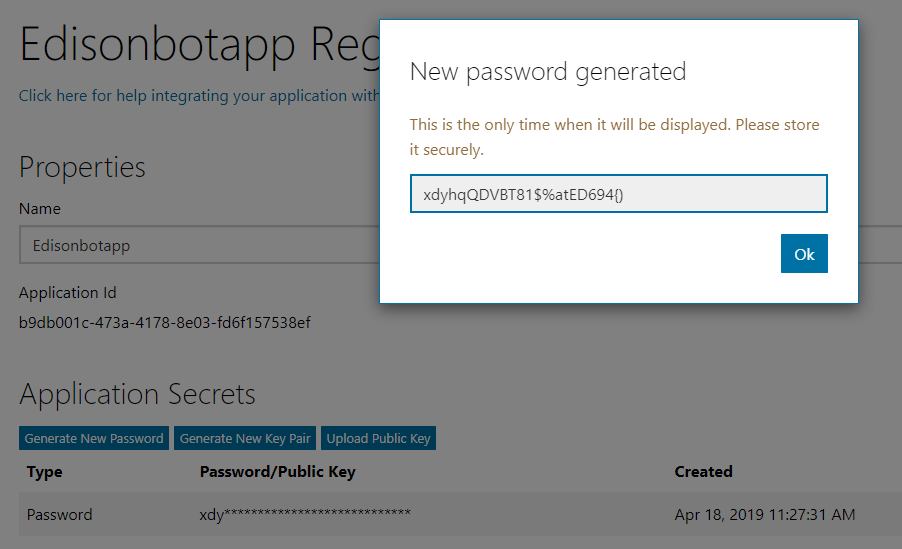 Edisonbotapp Reg
New password generated
Click here for help integrating your application with
This is the only time when it will be displayed. Please store
it securely.
xdyhqQDVBT81$%atED694{)
Ok
Properties
Name
Edisonbotapp
Application Id
b9db001c-473a-4178-8e03-fd6f157538ef
Application Secrets
Generate New Password Generate New Key Pair Upload Public Key
Type Password/Public Key Created
Password xdy**************************** Apr 18, 2019 11:27:31 AM